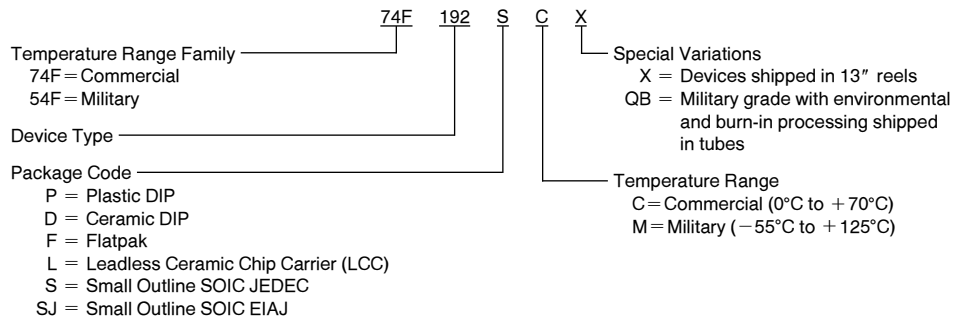 74F 192 S C X
Temperature Range Family
74F = Commercial
54F = Military
Device Type
Package Code
P = Plastic DIP
D = Ceramic DIP
F = Flatpak
L = Leadless Ceramic Chip Carrier (LCC)
S = Small Outline SOIC JEDEC
SJ = Small Outline SOIC EIAJ
Special Variations
X = Devices shipped in 13″ reels
QB = Military grade with environmental
and burn-in processing shipped
in tubes
Temperature Range
C = Commercial (0°C to +70°C)
M = Military (−55°C to +125°C)